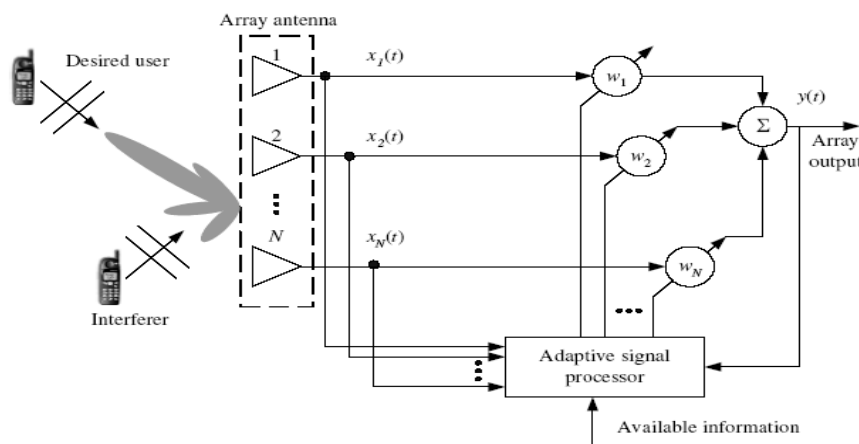 Array antenna
Desired user
1
x1(t)
w1
y(t)
2
x2(t)
w2
Σ
Array
output
N
xN(t)
wN
Interferer
Adaptive signal
processor
Available information